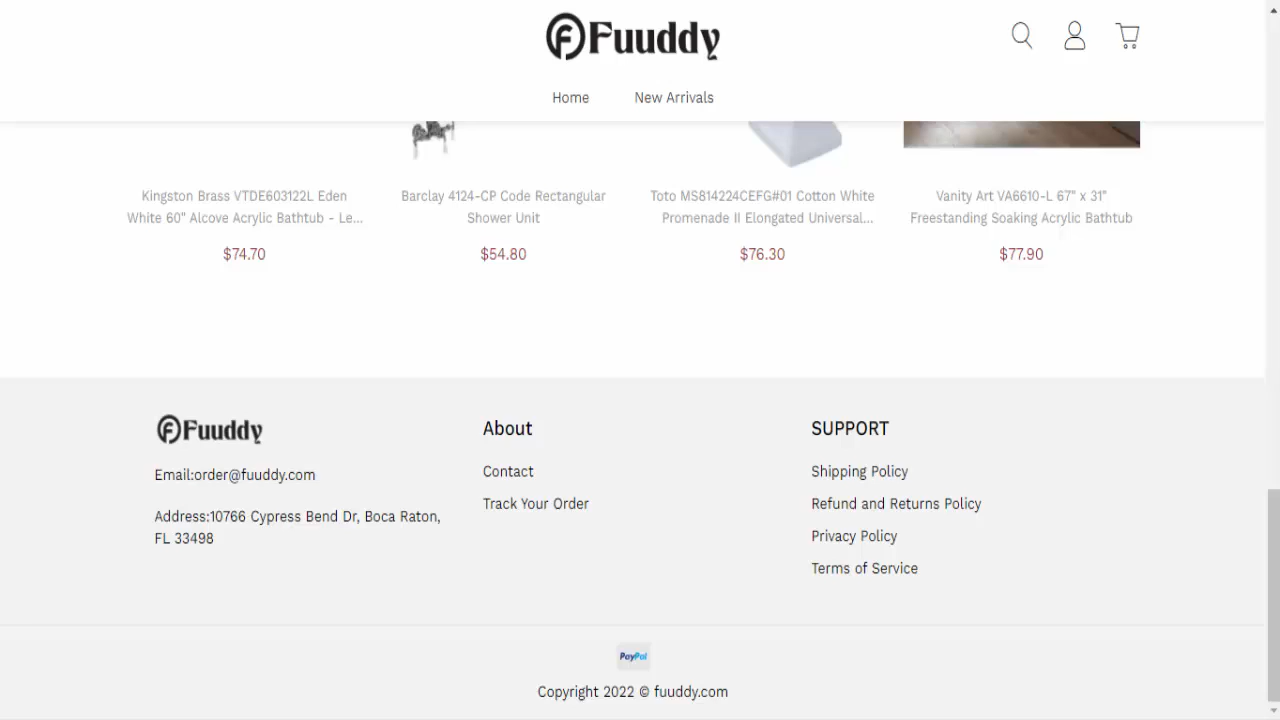 Fuuddy
Home
New Arrivals
Kingston Brass VTDE603122L Eden
White 60" Alcove Acrylic Bathtub - Le...
$74.70
Barclay 4124-CP Code Rectangular
Shower Unit
$54.80
Toto MS814224CEFG#01 Cotton White
Promenade II Elongated Universal...
$76.30
Vanity Art VA6610-L 67" x 31"
Freestanding Soaking Acrylic Bathtub
$77.90
Fuuddy
Email:order@fuuddy.com
Address:10766 Cypress Bend Dr, Boca Raton,
FL 33498
About
Contact
Track Your Order
SUPPORT
Shipping Policy
Refund and Returns Policy
Privacy Policy
Terms of Service
PayPal
Copyright 2022 © fuuddy.com